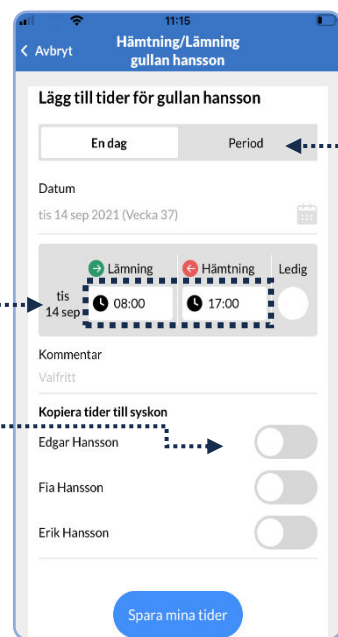 11:15
Avbryt
Hämtning/Lämning
gullan hansson
Lägg till tider för gullan hansson
En dag Period
Datum
tis 14 sep 2021 (Vecka 37)
Lämning Hämtning Ledig
tis
14 sep
08:00 17:00
Kommentar
Valfritt
Kopiera tider till syskon
Edgar Hansson
Fia Hansson
Erik Hansson
Spara mina tider